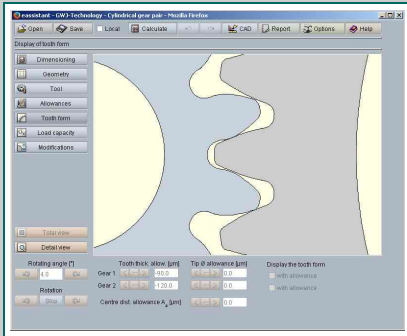 eassistant - GWJ-Technology - Cylindrical gear pair - Mozilla Firefox
Open Save Local Calculate CAD Report Options Help
Display of tooth form
Dimensioning
Geometry
Tool
Allowances
Tooth form
Load capacity
Modifications
Total view
Detail view
Rotating angle [°] Tooth thick. allow. [µm] Tip Ø allowance [µm] Display the tooth form
4.0 Gear 1 < - > -90.0 < - > 0.0 with allowance
Rotation Gear 2 < - > -120.0 < - > 0.0 with allowance
Stop Centre dist. allowance Aa [µm] < - > 0.0